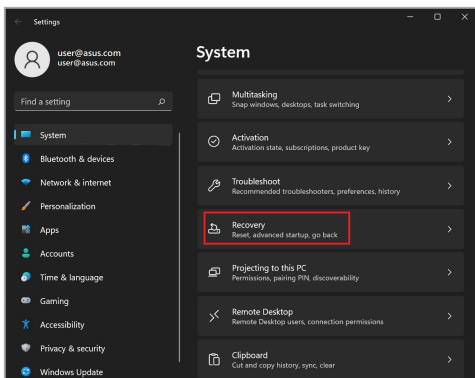 Settings
user@asus.com
user@asus.com
Find a setting
System
Bluetooth & devices
Network & internet
Personalization
Apps
Accounts
Time & language
Gaming
Accessibility
Privacy & security
Windows Update
System
Multitasking
Snap windows, desktops, task switching
Activation
Activation state, subscriptions, product key
Troubleshoot
Recommended troubleshooters, preferences, history
Recovery
Reset, advanced startup, go back
Projecting to this PC
Permissions, pairing PIN, discoverability
Remote Desktop
Remote Desktop users, connection permissions
Clipboard
Cut and copy history, sync, clear